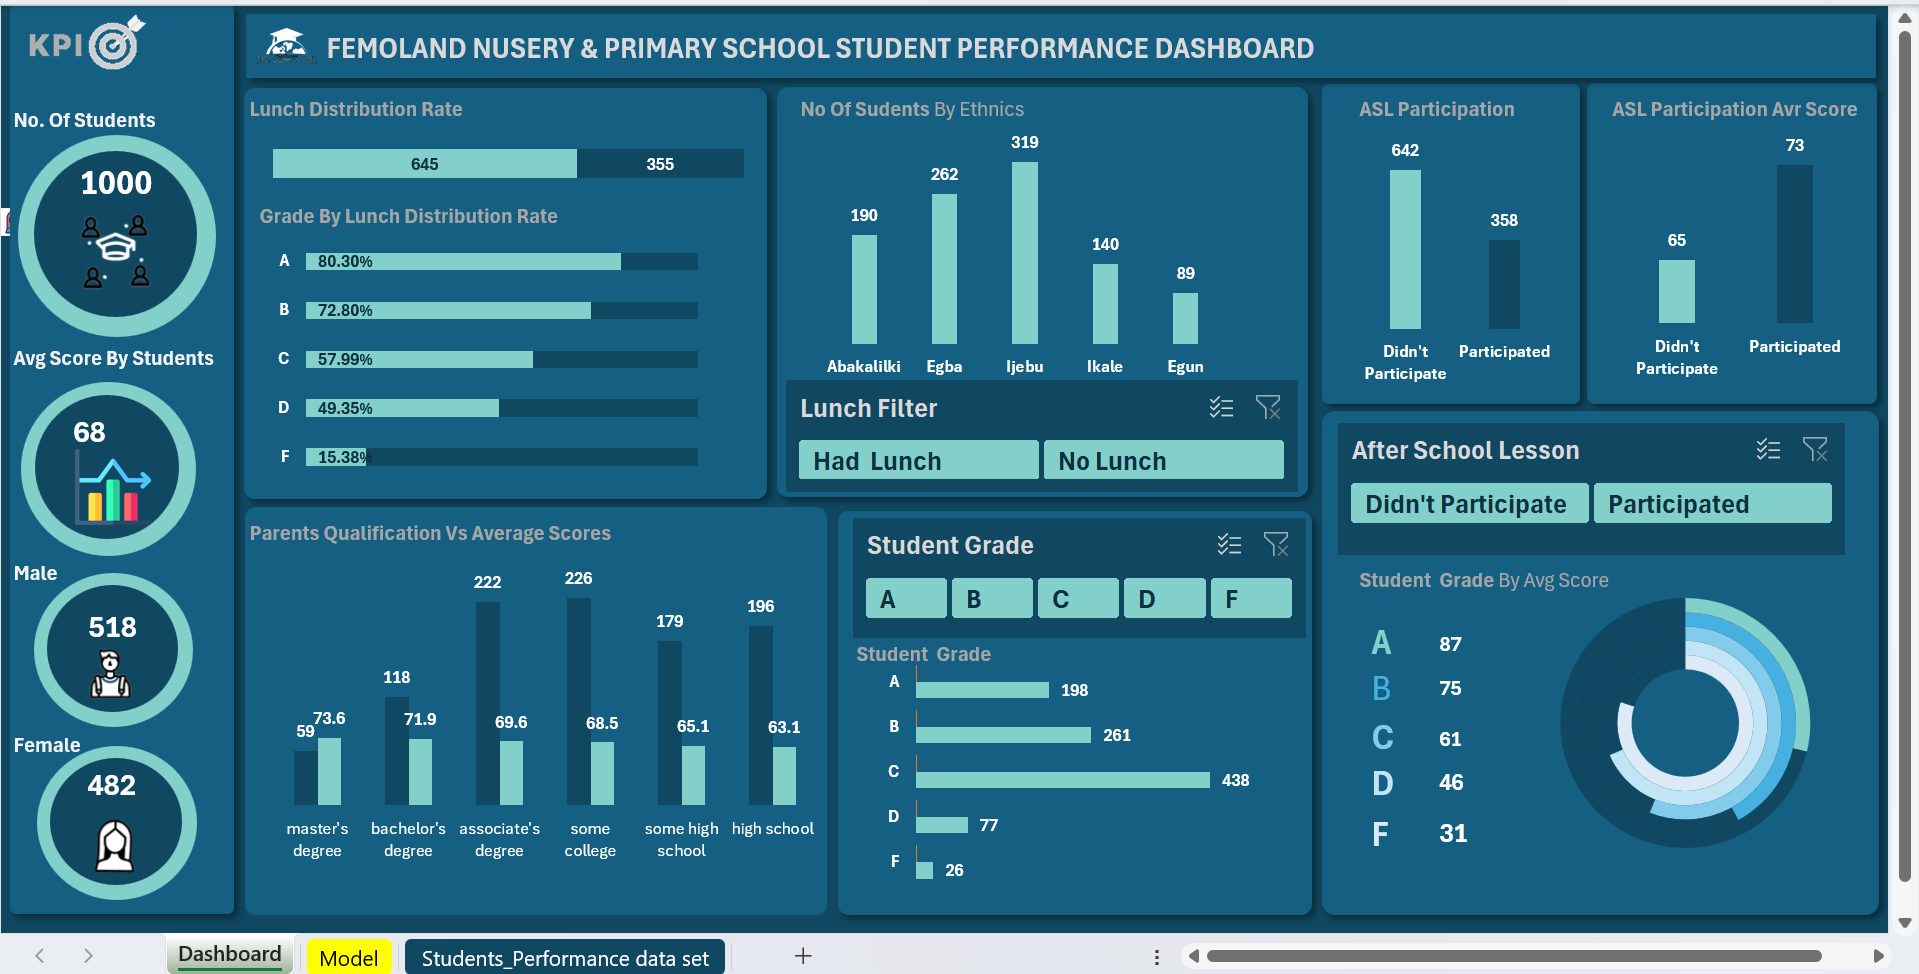 KPI
FEMOLAND NUSERY & PRIMARY SCHOOL STUDENT PERFORMANCE DASHBOARD
No. Of Students
1000
Avg Score By Students
68
Male
518
Female
482
Lunch Distribution Rate
645
355
Grade By Lunch Distribution Rate
A
80.30%
B
72.80%
C
57.99%
D
49.35%
F
15.38%
No Of Sudents By Ethnics
190
262
319
140
89
Abakalilki
Egba
Ijebu
Ikale
Egun
Lunch Filter
Had Lunch
No Lunch
ASL Participation
642
358
Didn't
Participate
Participated
ASL Participation Avr Score
65
73
Didn't
Participate
Participated
Parents Qualification Vs Average Scores
59
73.6
118
71.9
222
69.6
226
68.5
179
65.1
196
63.1
master's
degree
bachelor's
degree
associate's
degree
some
college
some high
school
high school
Student Grade
A
B
C
D
F
Student Grade
A
198
B
261
C
438
D
77
F
26
After School Lesson
Didn't Participate
Participated
Student Grade By Avg Score
A 87
B 75
C 61
D 46
F 31
Dashboard
Model
Students_Performance data set